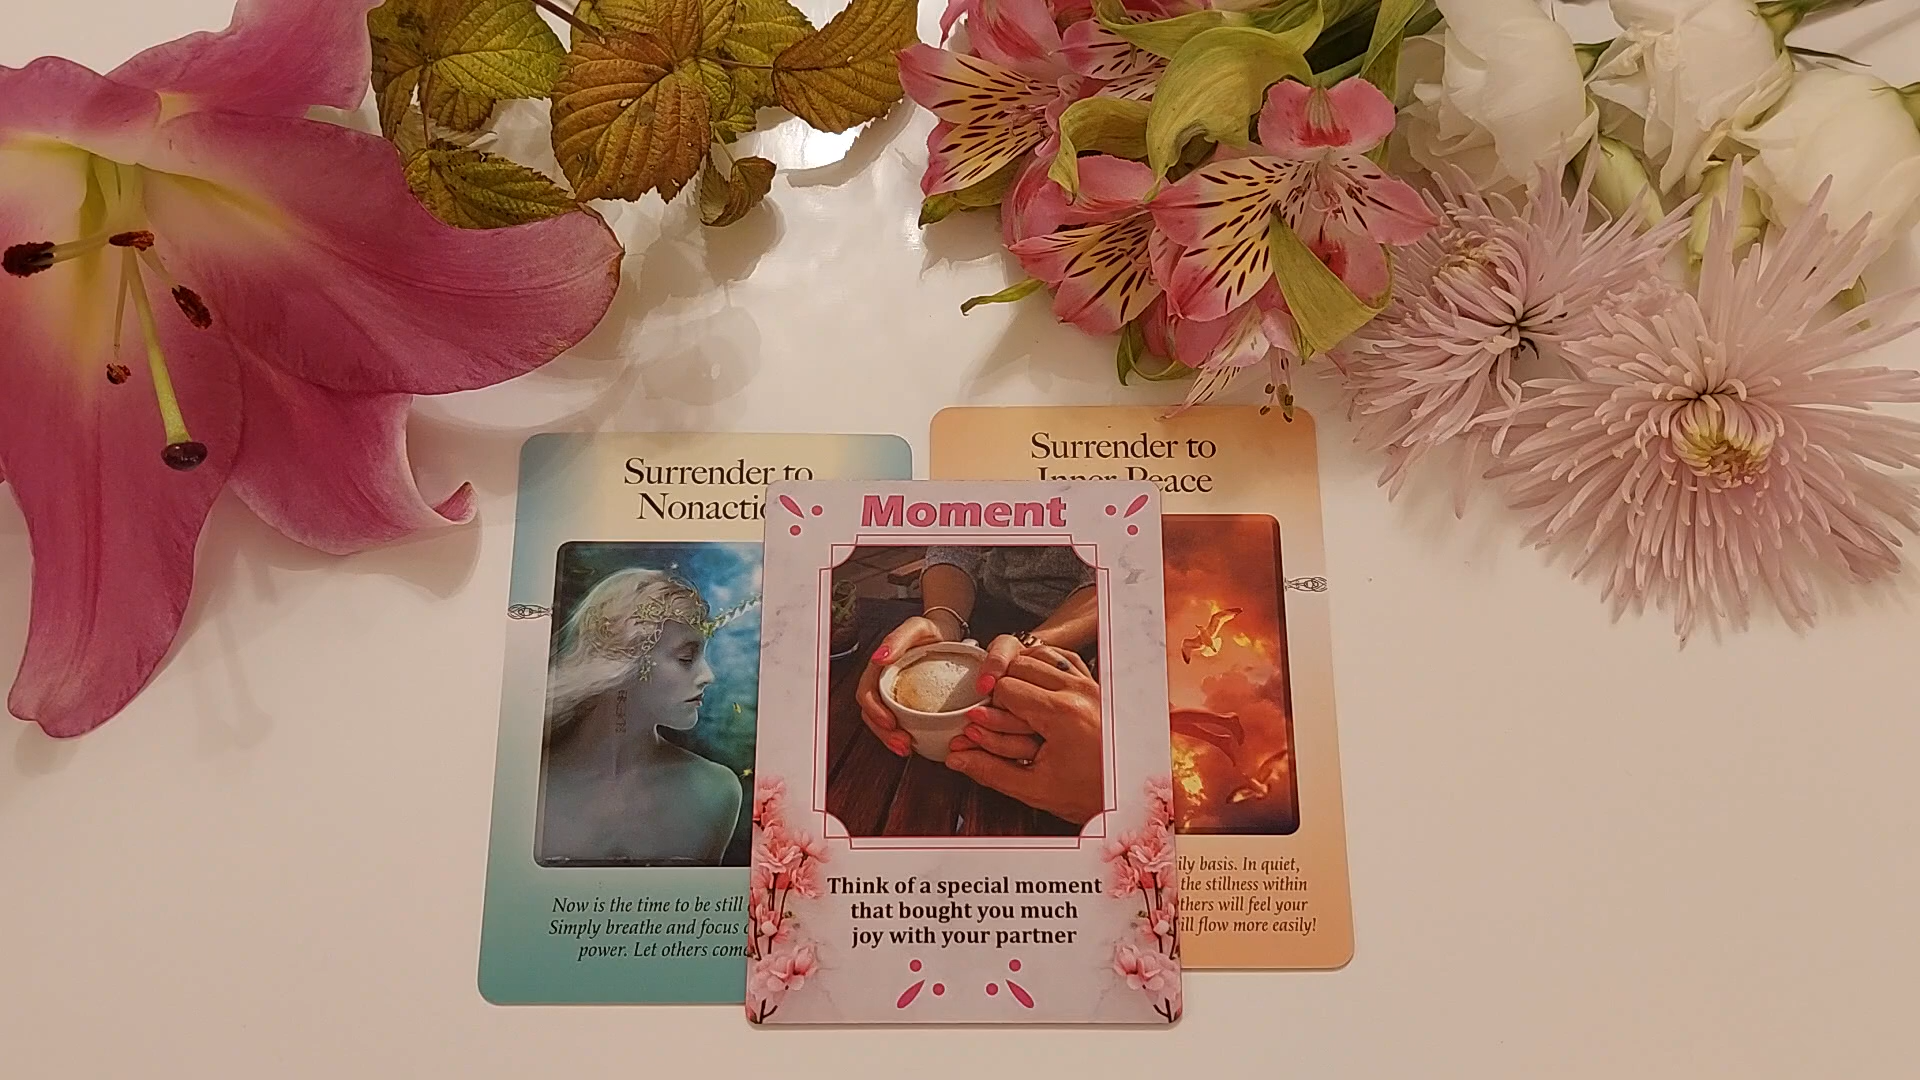 Surrender to
Surrender to
Inner Peace
Nonactio
Moment
Now is the time to be still
Simply breathe and focus
power. Let others come
Think of a special moment
that bought you much
joy with your partner
ily basis. In quiet,
the stillness within
thers will feel your
ill flow more easily!